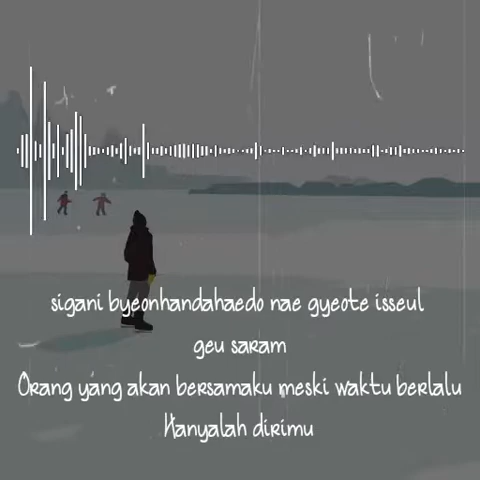 sigani byeonhandahaedo nae gyeote isseul
geu saram
Orang yang akan bersamaku meski waktu berlalu
Hanyalah dirimu